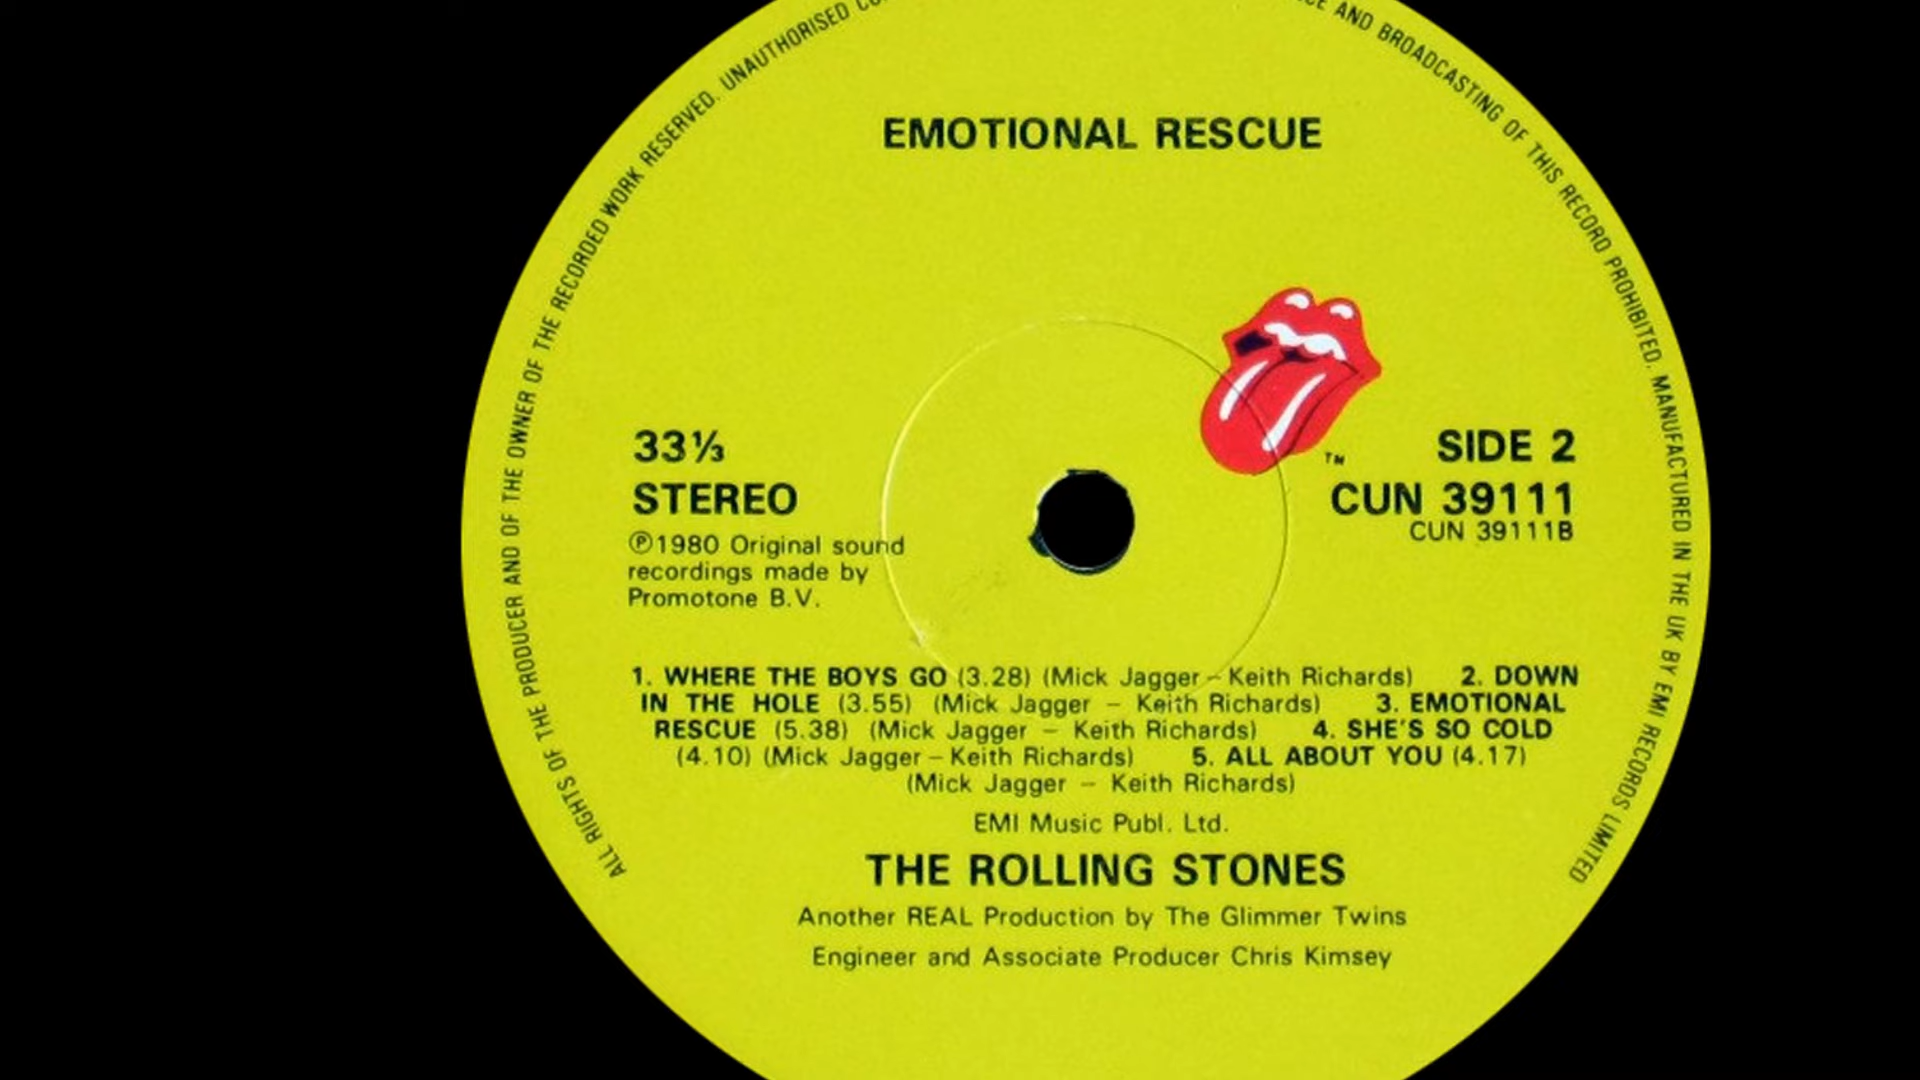 ALL RIGHTS OF THE PRODUCER AND OF THE OWNER OF THE RECORDED WORK RESERVED. UNAUTHORISED
AND BROADCASTING OF THIS RECORD PROHIBITED. MANUFACTURED IN THE UK BY EMI RECORDS LIMITED
EMOTIONAL RESCUE
33⅓
STEREO
℗1980 Original sound
recordings made by
Promotone B.V.
TM
SIDE 2
CUN 39111
CUN 39111B
1. WHERE THE BOYS GO (3.28) (Mick Jagger – Keith Richards) 2. DOWN
IN THE HOLE (3.55) (Mick Jagger – Keith Richards) 3. EMOTIONAL
RESCUE (5.38) (Mick Jagger – Keith Richards) 4. SHE'S SO COLD
(4.10) (Mick Jagger – Keith Richards) 5. ALL ABOUT YOU (4.17)
(Mick Jagger – Keith Richards)
EMI Music Publ. Ltd.
THE ROLLING STONES
Another REAL Production by The Glimmer Twins
Engineer and Associate Producer Chris Kimsey